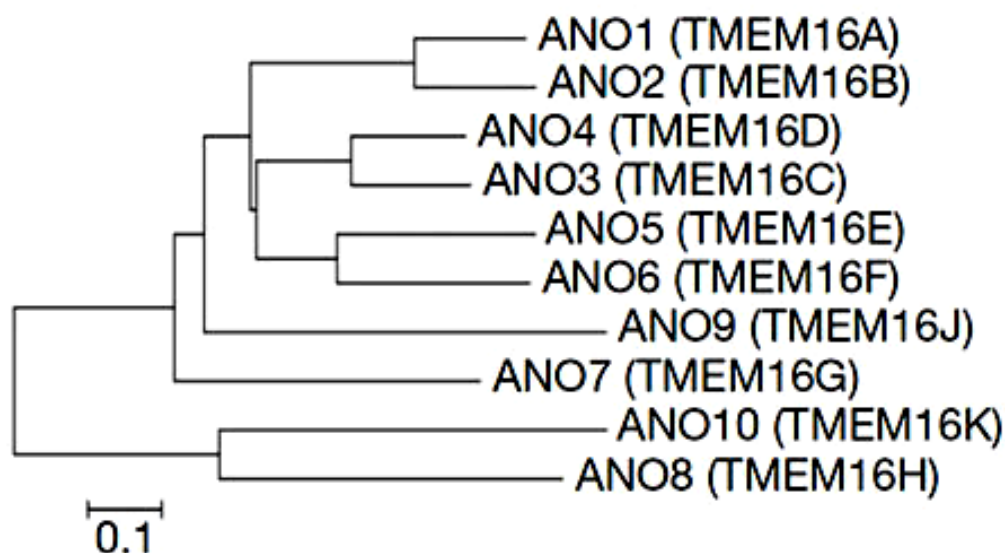 ANO1 (TMEM16A)
ANO2 (TMEM16B)
ANO4 (TMEM16D)
ANO3 (TMEM16C)
ANO5 (TMEM16E)
ANO6 (TMEM16F)
ANO9 (TMEM16J)
ANO7 (TMEM16G)
ANO10 (TMEM16K)
ANO8 (TMEM16H)
0.1